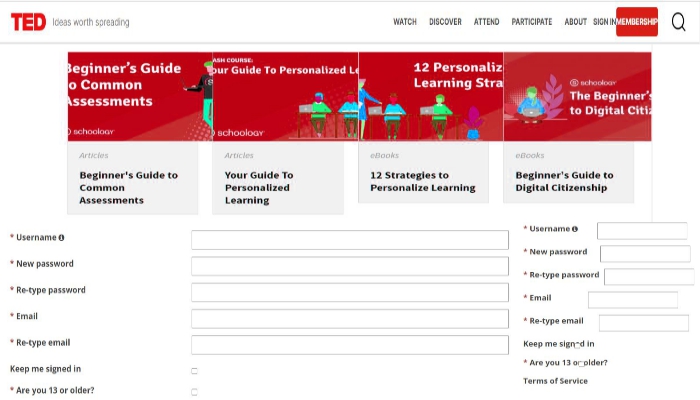 TED Ideas worth spreading
WATCH DISCOVER ATTEND PARTICIPATE ABOUT SIGN IN MEMBERSHIP
Beginner's Guide
to Common
Assessments
schoology
ASH COURSE:
our Guide To Personalized Le
schoology
12 Personaliz
Learning Stra
schoology
The Beginner's
to Digital Citiz
Articles
Beginner's Guide to
Common
Assessments
Articles
Your Guide To
Personalized
Learning
eBooks
12 Strategies to
Personalize Learning
eBooks
Beginner's Guide to
Digital Citizenship
* Username
* New password
* Re-type password
* Email
* Re-type email
Keep me signed in
* Are you 13 or older?
* Username
* New password
* Re-type password
* Email
* Re-type email
Keep me signed in
* Are you 13 or older?
Terms of Service